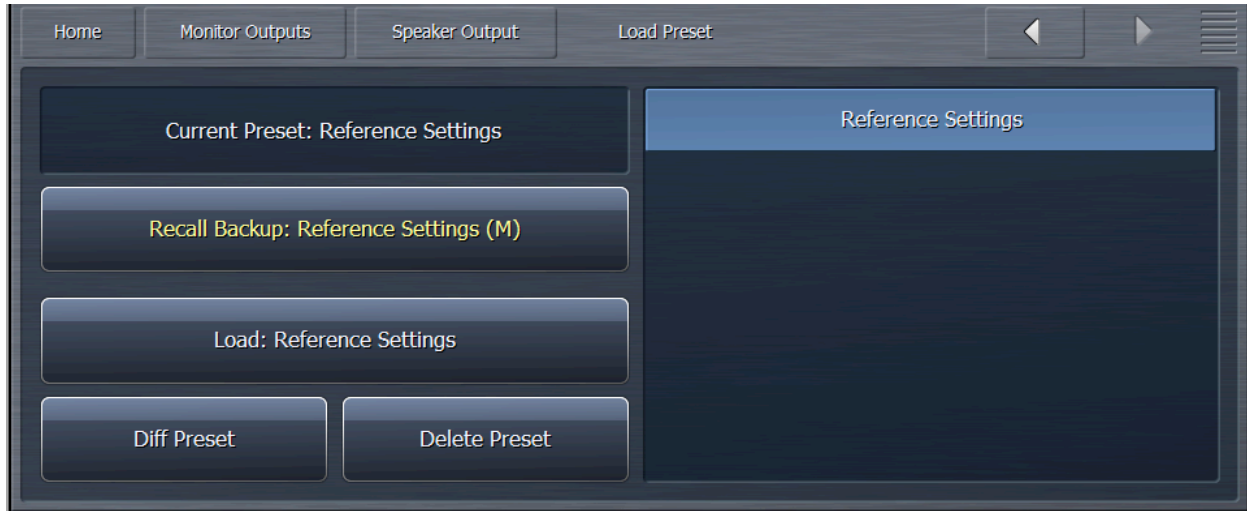 Home
Monitor Outputs
Speaker Output
Load Preset
Current Preset: Reference Settings
Recall Backup: Reference Settings (M)
Load: Reference Settings
Diff Preset
Delete Preset
Reference Settings